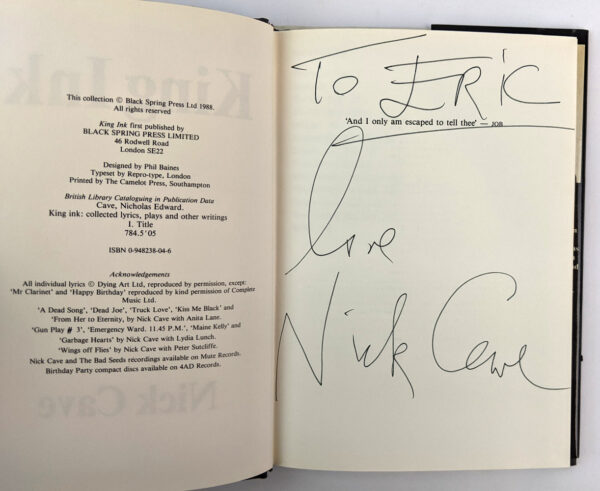 King Ink
This collection © Black Spring Press Ltd 1988.
All rights reserved
King Ink first published by
BLACK SPRING PRESS LIMITED
46 Rodwell Road
London SE22
Designed by Phil Baines
Typeset by Repro-type, London
Printed by The Camelot Press, Southampton
British Library Cataloguing in Publication Data
Cave, Nicholas Edward.
King ink: collected lyrics, plays and other writings
I. Title
784.5'05
ISBN 0-948238-04-6
Acknowledgements
All individual lyrics © Dying Art Ltd, reproduced by permission, except:
'Mr Clarinet' and 'Happy Birthday' reproduced by kind permission of Complete
Music Ltd.
'A Dead Song', 'Dead Joe', 'Truck Love', 'Kiss Me Black' and
'From Her to Eternity, by Nick Cave with Anita Lane.
'Gun Play # 3', 'Emergency Ward. 11.45 P.M.', 'Maine Kelly' and
'Garbage Hearts' by Nick Cave with Lydia Lunch.
'Wings off Flies' by Nick Cave with Peter Sutcliffe.
Nick Cave and The Bad Seeds recordings available on Mute Records.
Birthday Party compact discs available on 4AD Records.
Nick Cave
To ERiC
'And I only am escaped to tell thee' — JOB
love
Nick Cave